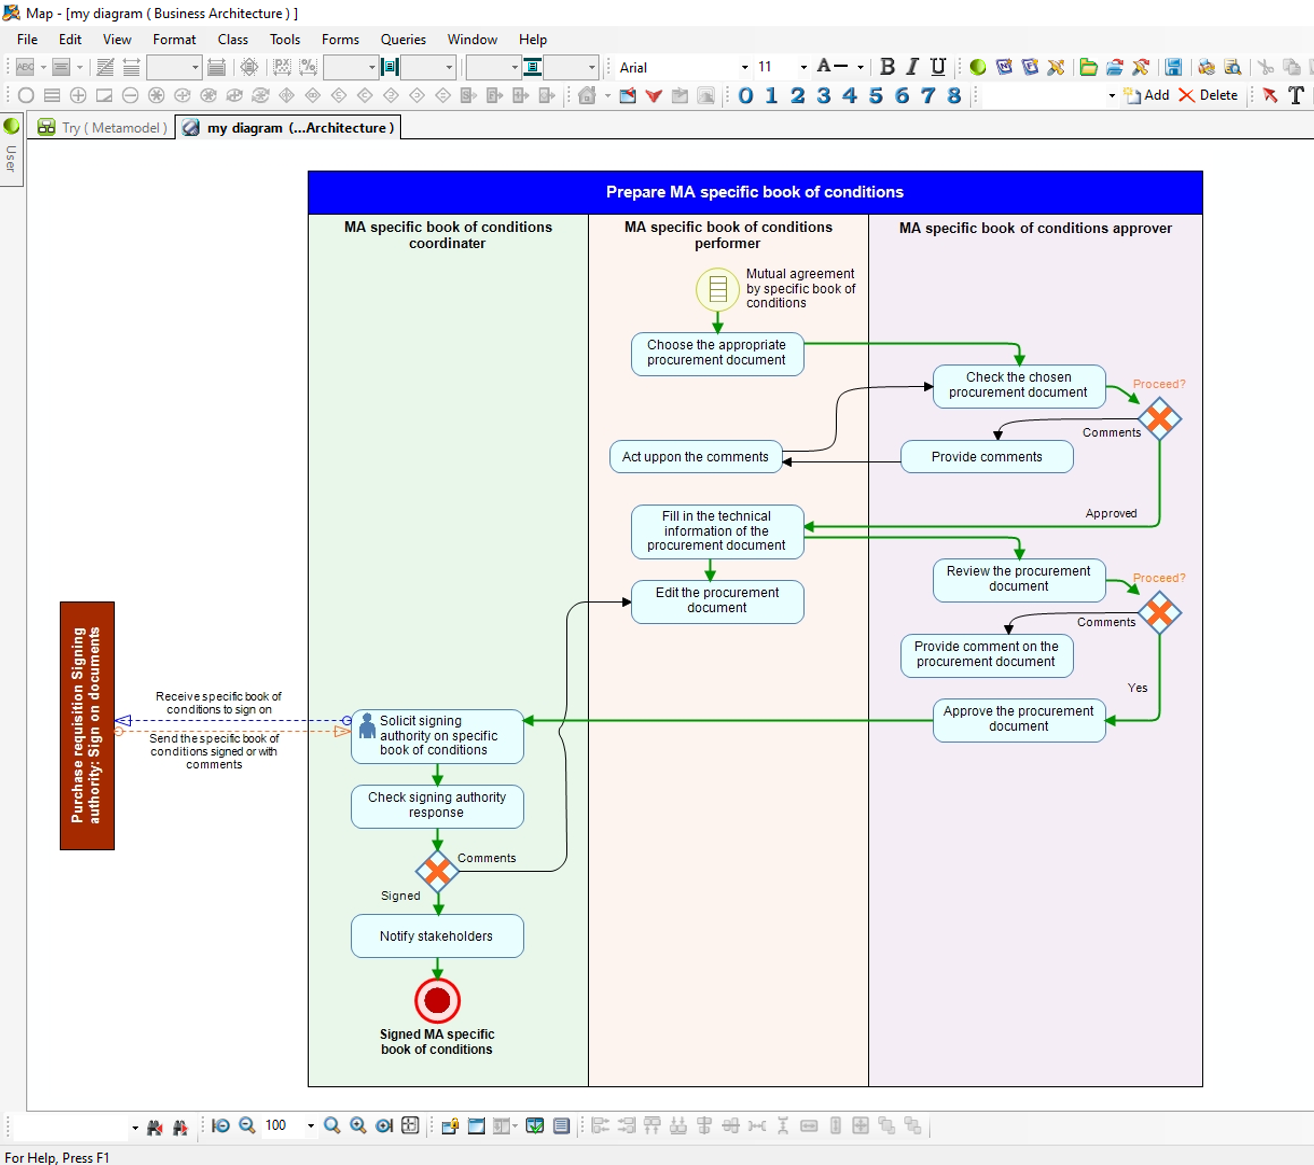 Map - [my diagram ( Business Architecture ) ]
File Edit View Format Class Tools Forms Queries Window Help
ABC Arial 11 A B I U
0 1 2 3 4 5 6 7 8 Add Delete T
Try ( Metamodel ) my diagram (...Architecture )
User
Prepare MA specific book of conditions
MA specific book of conditions
coordinater
MA specific book of conditions
performer
MA specific book of conditions approver
Mutual agreement
by specific book of
conditions
Choose the appropriate
procurement document
Check the chosen
procurement document
Proceed?
Comments
Act uppon the comments
Provide comments
Approved
Fill in the technical
information of the
procurement document
Review the procurement
document
Proceed?
Edit the procurement
document
Comments
Provide comment on the
procurement document
Yes
Purchase requisition Signing
authority: Sign on documents
Receive specific book of
conditions to sign on
Send the specific book of
conditions signed or with
comments
Solicit signing
authority on specific
book of conditions
Approve the procurement
document
Check signing authority
response
Comments
Signed
Notify stakeholders
Signed MA specific
book of conditions
100
For Help, Press F1